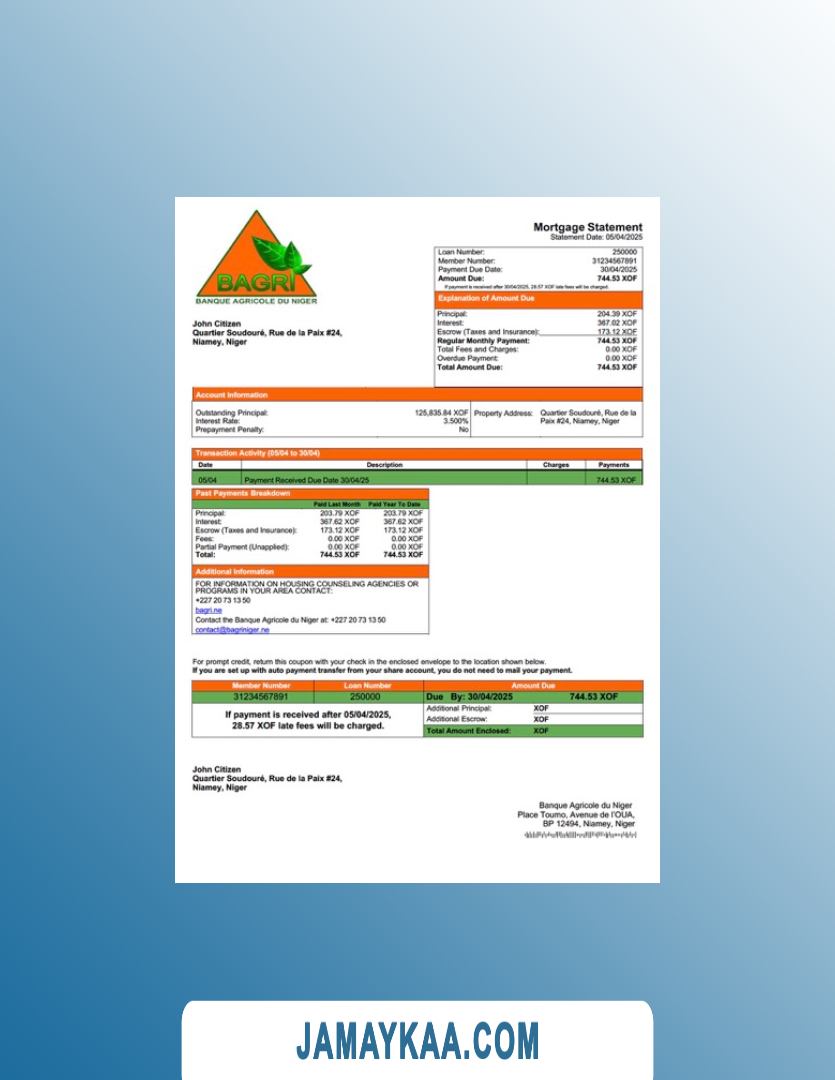 BAGRI
BANQUE AGRICOLE DU NIGER
Mortgage Statement
Statement Date: 05/04/2025
Loan Number: 250000
Member Number: 31234567891
Payment Due Date: 30/04/2025
Amount Due: 744.53 XOF
If payment is received after 30/04/2025, 28.57 XOF late fees will be charged.
Explanation of Amount Due
Principal: 204.39 XOF
Interest: 367.02 XOF
Escrow (Taxes and Insurance): 173.12 XOF
Regular Monthly Payment: 744.53 XOF
Total Fees and Charges: 0.00 XOF
Overdue Payment: 0.00 XOF
Total Amount Due: 744.53 XOF
John Citizen
Quartier Soudouré, Rue de la Paix #24,
Niamey, Niger
Account Information
Outstanding Principal: 125,835.84 XOF
Interest Rate: 3.500%
Prepayment Penalty: No
Property Address: Quartier Soudouré, Rue de la
Paix #24, Niamey, Niger
Transaction Activity (05/04 to 30/04)
Date Description Charges Payments
05/04 Payment Received Due Date 30/04/25 744.53 XOF
Past Payments Breakdown
Paid Last Month Paid Year To Date
Principal: 203.79 XOF 203.79 XOF
Interest: 367.62 XOF 367.62 XOF
Escrow (Taxes and Insurance): 173.12 XOF 173.12 XOF
Fees: 0.00 XOF 0.00 XOF
Partial Payment (Unapplied): 0.00 XOF 0.00 XOF
Total: 744.53 XOF 744.53 XOF
Additional Information
FOR INFORMATION ON HOUSING COUNSELING AGENCIES OR
PROGRAMS IN YOUR AREA CONTACT:
+227 20 73 13 50
bagri.ne
Contact the Banque Agricole du Niger at: +227 20 73 13 50
contact@bagriniger.ne
For prompt credit, return this coupon with your check in the enclosed envelope to the location shown below.
If you are set up with auto payment transfer from your share account, you do not need to mail your payment.
Member Number Loan Number Amount Due
31234567891 250000 Due By: 30/04/2025 744.53 XOF
If payment is received after 05/04/2025,
28.57 XOF late fees will be charged.
Additional Principal: XOF
Additional Escrow: XOF
Total Amount Enclosed: XOF
John Citizen
Quartier Soudouré, Rue de la Paix #24,
Niamey, Niger
Banque Agricole du Niger
Place Toumo, Avenue de l'OUA,
BP 12494, Niamey, Niger
JAMAYKAA.COM